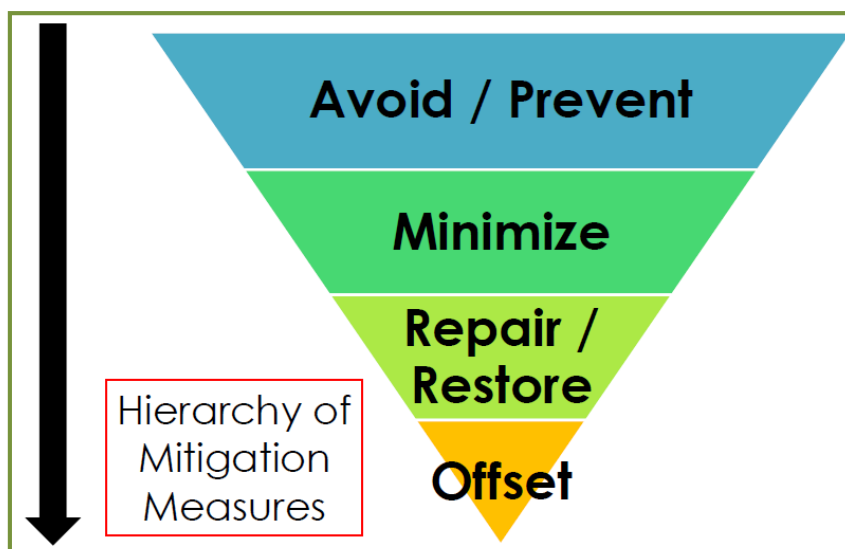 Avoid / Prevent
Minimize
Repair /
Restore
Offset
Hierarchy of
Mitigation
Measures